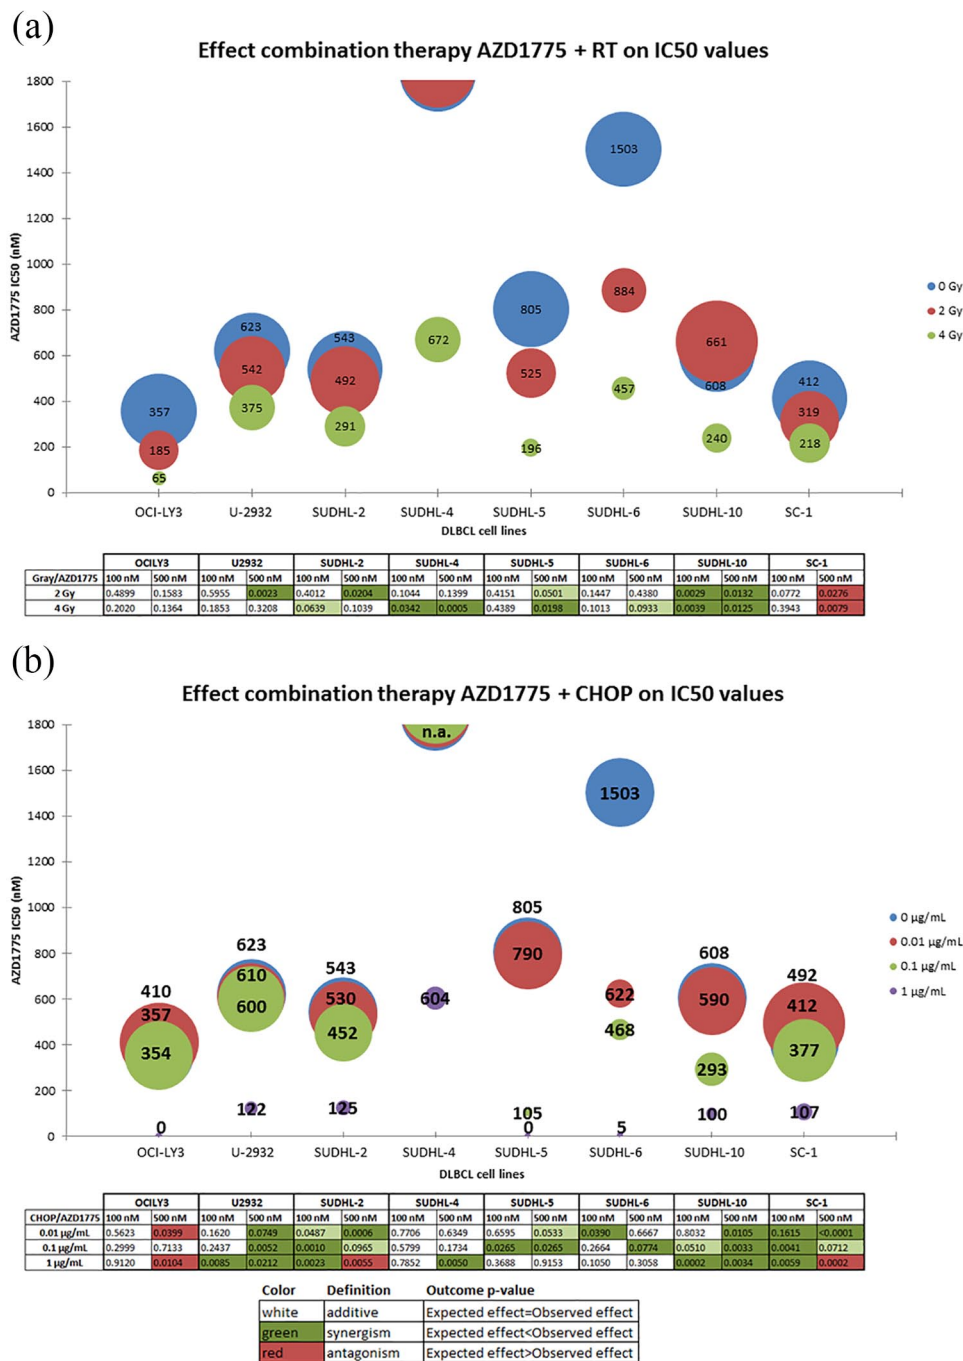 (a)
Effect combination therapy AZD1775 + RT on IC50 values
1800
1600
1400
1200
1000
800
600
400
200
0
AZD1775 IC50 (nM)
1503
805
884
623
542
375
543
492
291
672
525
196
457
661
608
240
412
319
218
357
185
65
0 Gy
2 Gy
4 Gy
OCI-LY3 U-2932 SUDHL-2 SUDHL-4 SUDHL-5 SUDHL-6 SUDHL-10 SC-1
DLBCL cell lines
OCILY3 U2932 SUDHL-2 SUDHL-4 SUDHL-5 SUDHL-6 SUDHL-10 SC-1
Gray/AZD1775 100 nM 500 nM 100 nM 500 nM 100 nM 500 nM 100 nM 500 nM 100 nM 500 nM 100 nM 500 nM 100 nM 500 nM 100 nM 500 nM
2 Gy 0.4899 0.1583 0.5955 0.0023 0.4012 0.0204 0.1044 0.1399 0.4151 0.0501 0.1447 0.4380 0.0029 0.0132 0.0772 0.0276
4 Gy 0.2020 0.1364 0.1853 0.3208 0.0639 0.1039 0.0342 0.0005 0.4389 0.0198 0.1013 0.0933 0.0039 0.0125 0.3943 0.0079
(b)
Effect combination therapy AZD1775 + CHOP on IC50 values
1800
1600
1400
1200
1000
800
600
400
200
0
AZD1775 IC50 (nM)
n.a.
1503
805
790
623
610
600
543
530
452
604
622
468
608
590
293
492
412
377
410
357
354
0
122
125
105
0
5
100
107
0 µg/mL
0.01 µg/mL
0.1 µg/mL
1 µg/mL
OCI-LY3 U-2932 SUDHL-2 SUDHL-4 SUDHL-5 SUDHL-6 SUDHL-10 SC-1
DLBCL cell lines
OCILY3 U2932 SUDHL-2 SUDHL-4 SUDHL-5 SUDHL-6 SUDHL-10 SC-1
CHOP/AZD1775 100 nM 500 nM 100 nM 500 nM 100 nM 500 nM 100 nM 500 nM 100 nM 500 nM 100 nM 500 nM 100 nM 500 nM 100 nM 500 nM
0.01 µg/mL 0.5623 0.0399 0.1620 0.0749 0.0487 0.0006 0.7706 0.6349 0.6595 0.0533 0.0390 0.6667 0.8032 0.0105 0.1615 <0.0001
0.1 µg/mL 0.2999 0.7133 0.2437 0.0052 0.0010 0.0965 0.5799 0.1734 0.0265 0.0265 0.2664 0.0774 0.0510 0.0033 0.0041 0.0712
1 µg/mL 0.9120 0.0104 0.0085 0.0212 0.0023 0.0055 0.7852 0.0050 0.3688 0.9153 0.1050 0.3058 0.0002 0.0034 0.0059 0.0002
Color Definition Outcome p-value
white additive Expected effect=Observed effect
green synergism Expected effect<Observed effect
red antagonism Expected effect>Observed effect